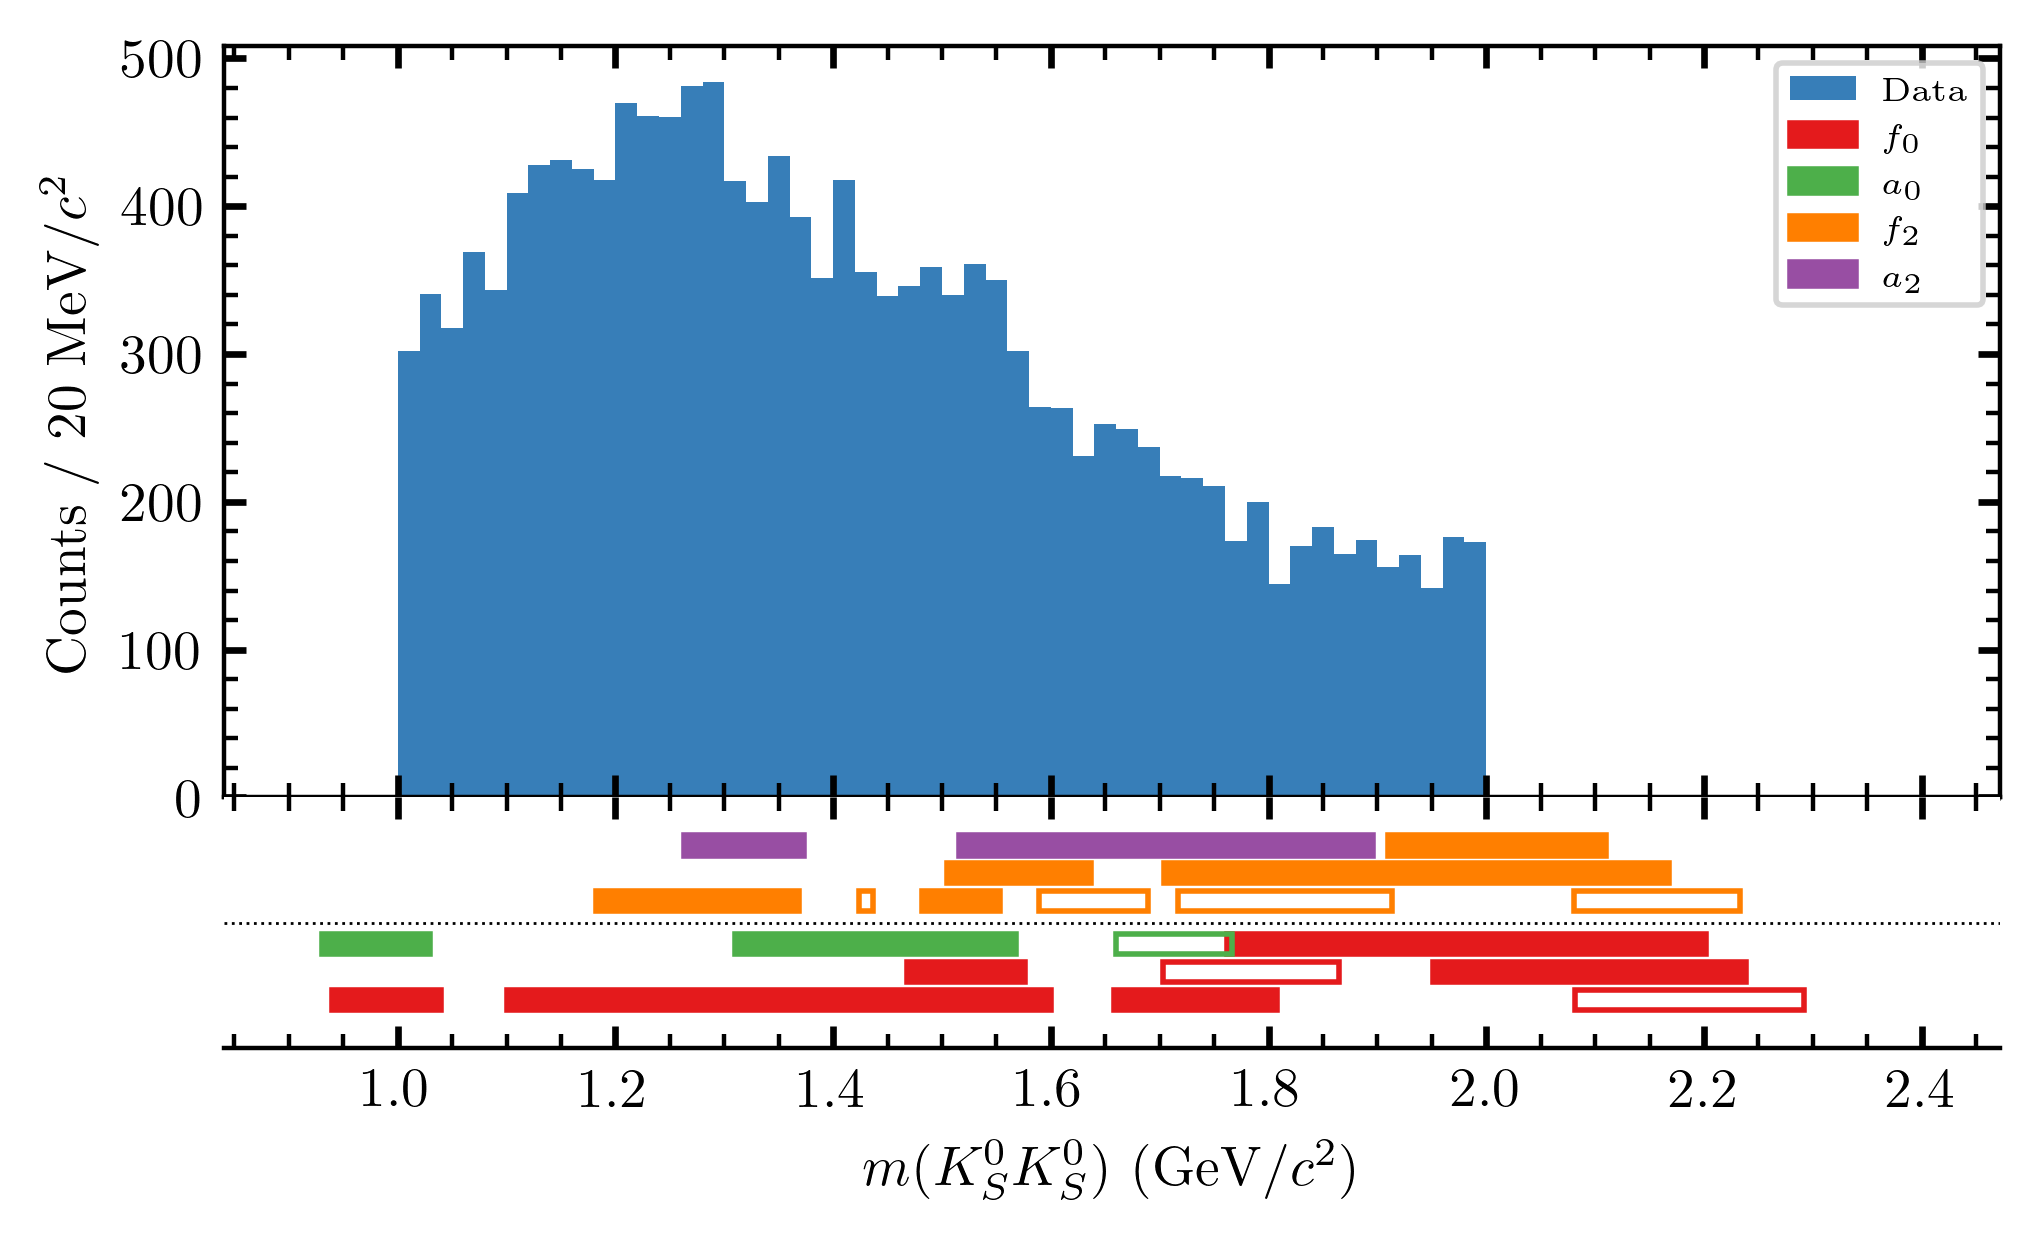 500
400
300
200
100
0
Counts / 20 MeV/c²
Data
f₀
a₀
f₂
a₂
1.0 1.2 1.4 1.6 1.8 2.0 2.2 2.4
m(K⁰_S K⁰_S) (GeV/c²)